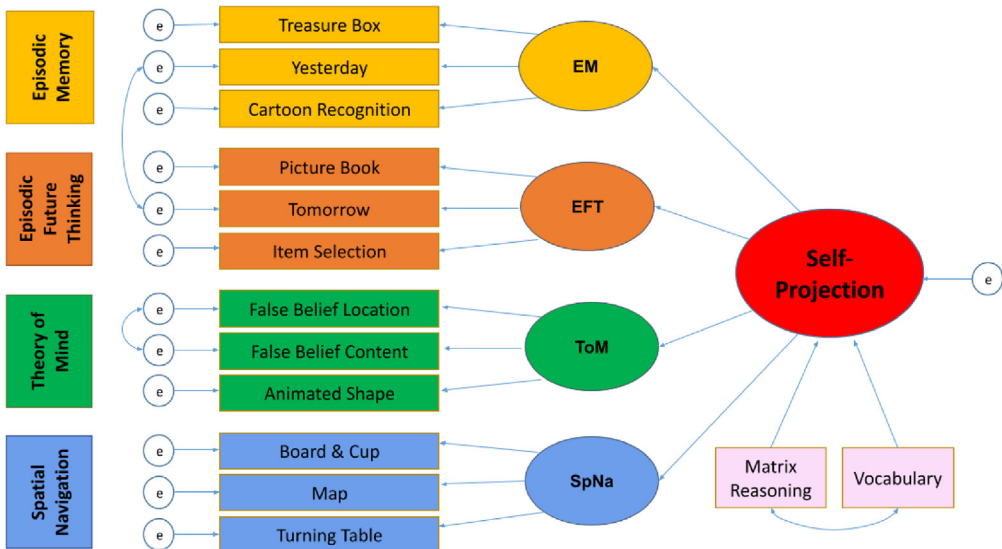 Episodic
Memory
e
Treasure Box
e
Yesterday
e
Cartoon Recognition
EM
Episodic
Future
Thinking
e
Picture Book
e
Tomorrow
e
Item Selection
EFT
Self-
Projection
e
Theory of
Mind
e
False Belief Location
e
False Belief Content
e
Animated Shape
ToM
Spatial
Navigation
e
Board & Cup
e
Map
e
Turning Table
SpNa
Matrix
Reasoning
Vocabulary